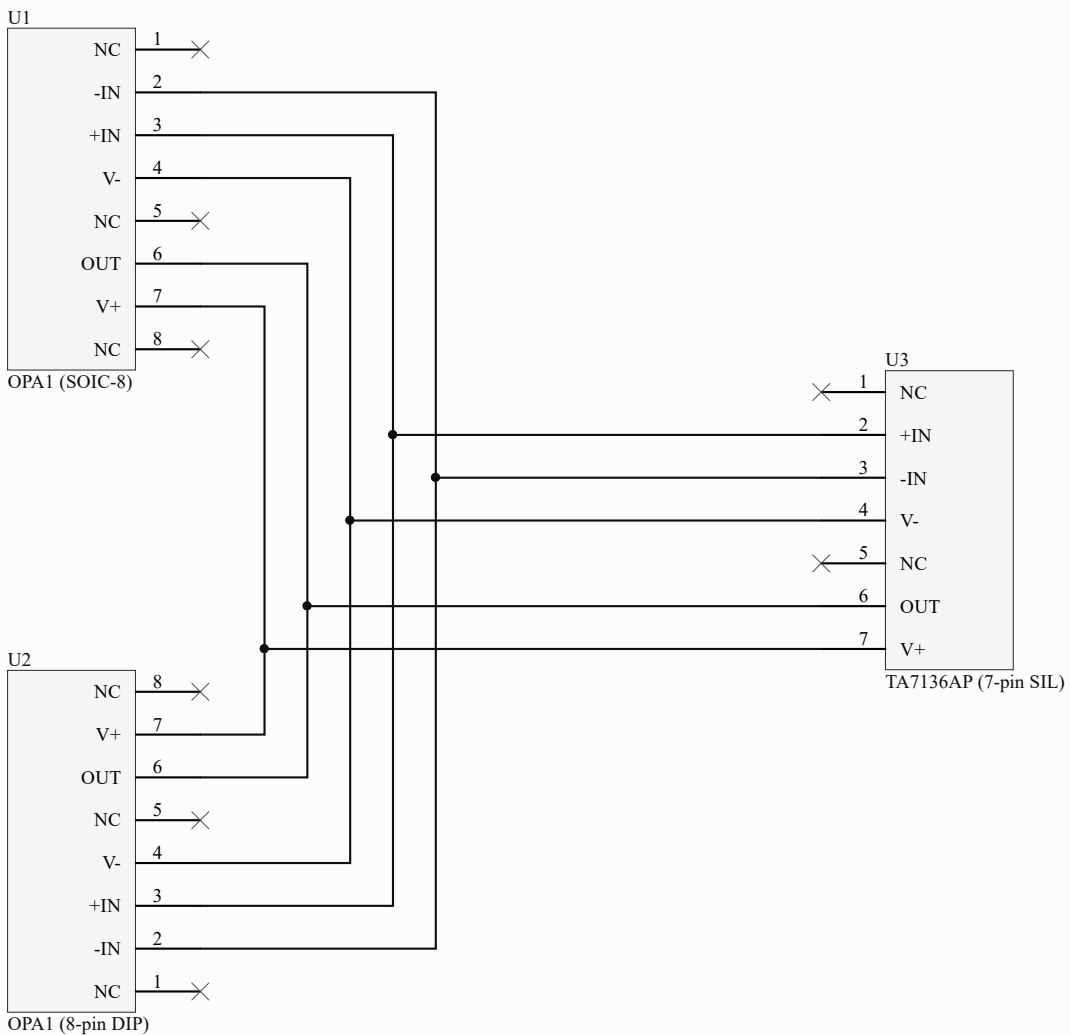 U1
NC 1
-IN 2
+IN 3
V- 4
NC 5
OUT 6
V+ 7
NC 8
OPA1 (SOIC-8)
U3
1 NC
2 +IN
3 -IN
4 V-
5 NC
6 OUT
7 V+
TA7136AP (7-pin SIL)
U2
NC 8
V+ 7
OUT 6
NC 5
V- 4
+IN 3
-IN 2
NC 1
OPA1 (8-pin DIP)